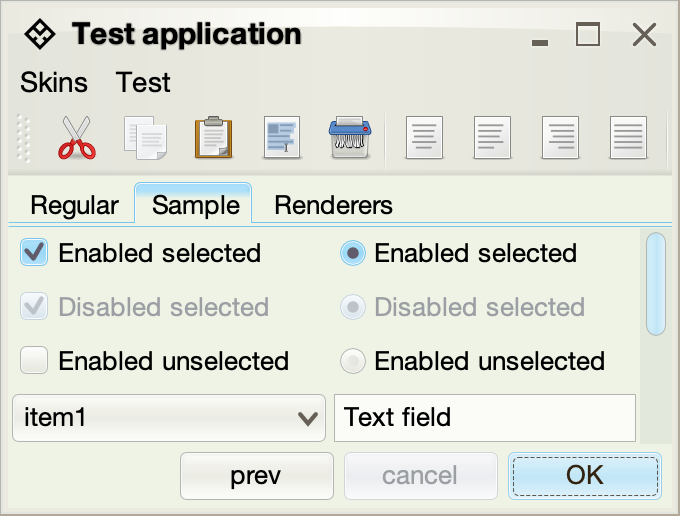 Test application
Skins Test
Regular Sample Renderers
Enabled selected Enabled selected
Disabled selected Disabled selected
Enabled unselected Enabled unselected
item1 Text field
prev cancel OK